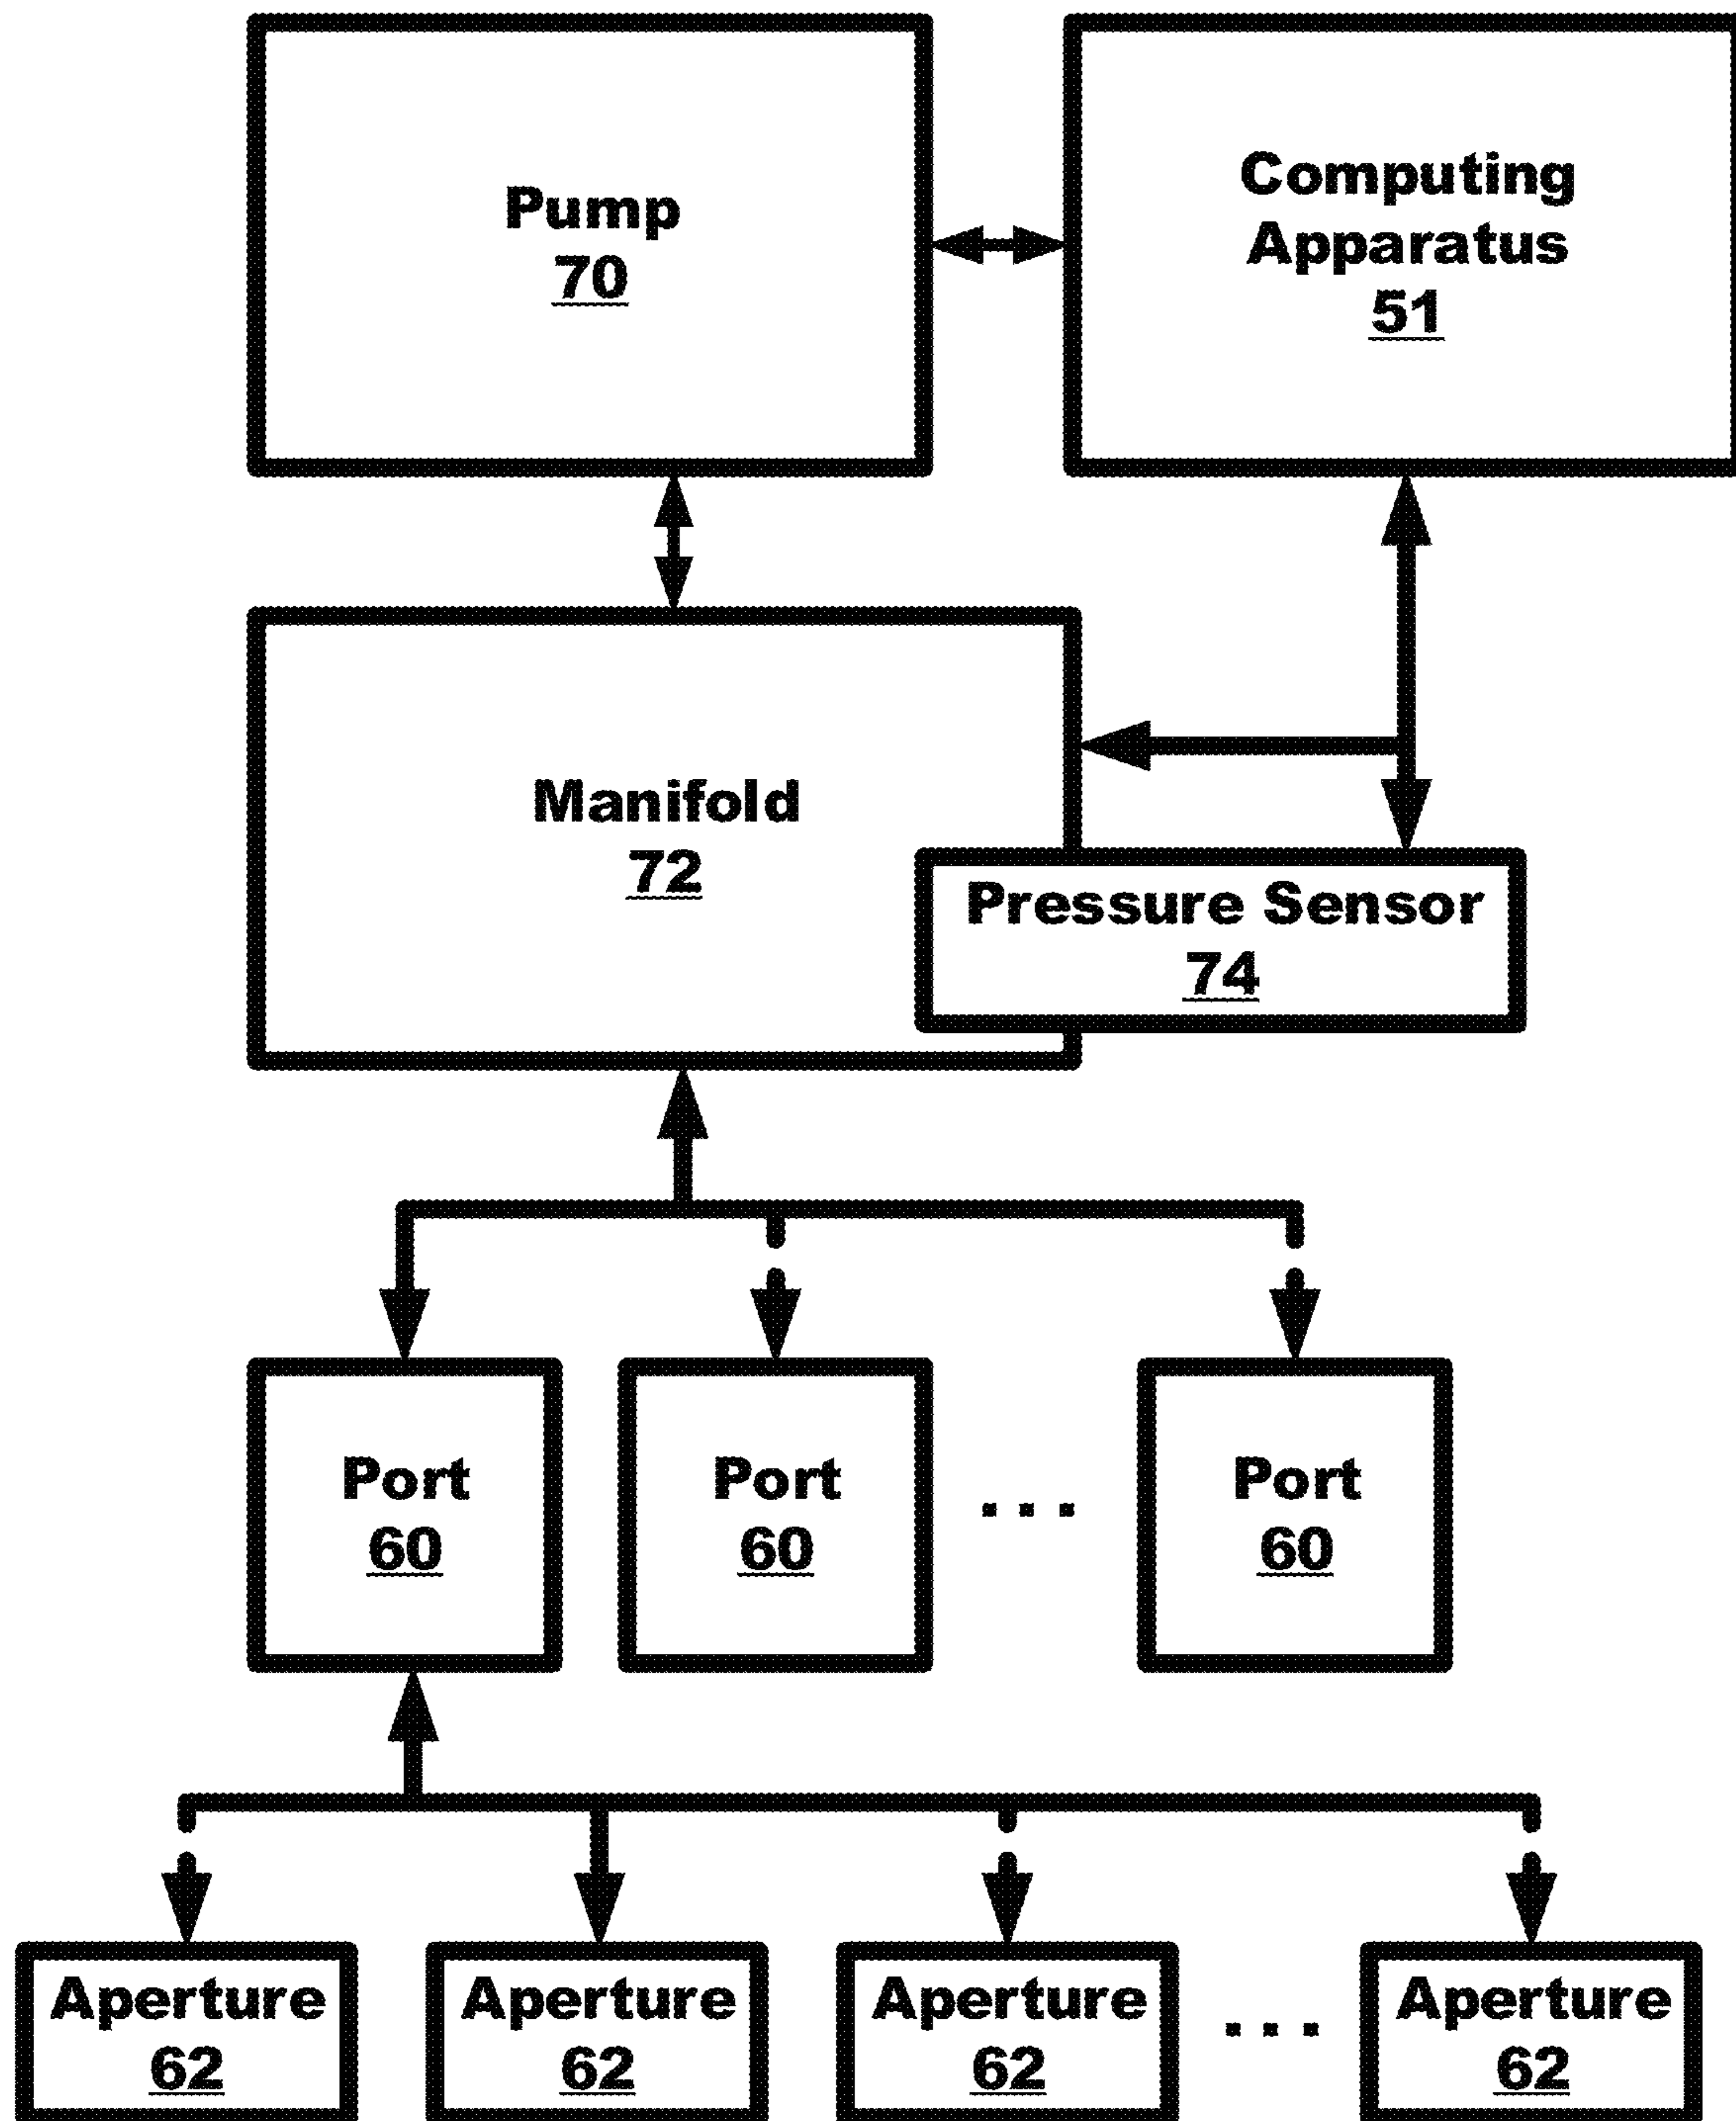 Pump
70
Computing
Apparatus
51
Manifold
72
Pressure Sensor
74
Port
60
Port
60
...
Port
60
Aperture
62
Aperture
62
Aperture
62
...
Aperture
62